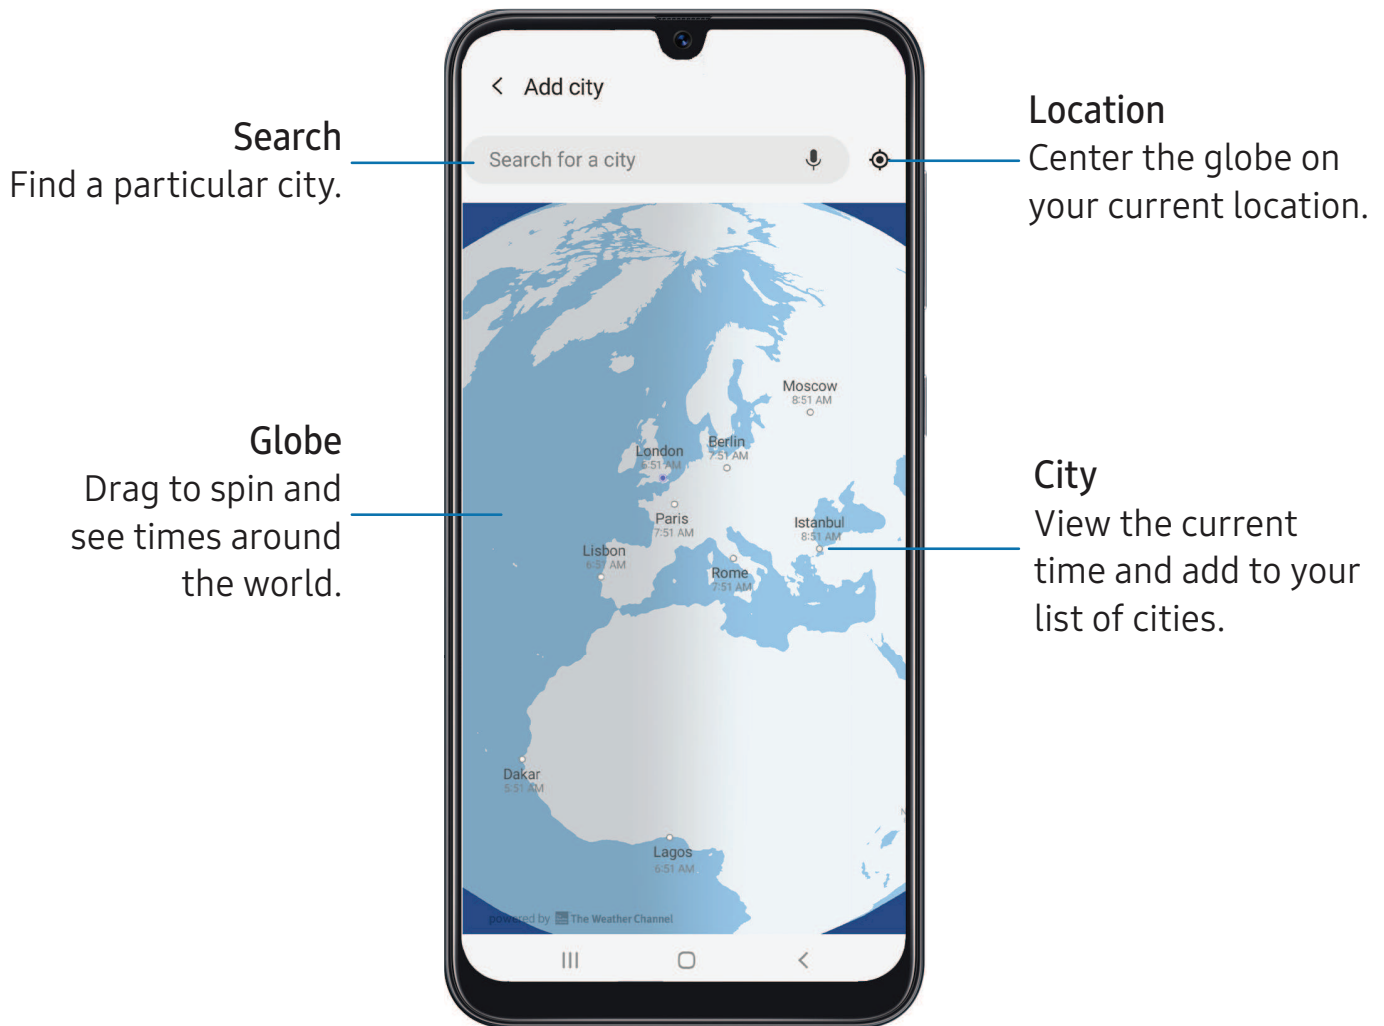 Add city
Search
Find a particular city.
Search for a city
Location
Center the globe on
your current location.
Globe
Drag to spin and
see times around
the world.
Moscow
8:51 AM
London
6:51 AM
Berlin
7:51 AM
Paris
7:51 AM
Istanbul
8:51 AM
Lisbon
6:51 AM
Rome
7:51 AM
City
View the current
time and add to your
list of cities.
Dakar
5:51 AM
Lagos
6:51 AM
powered by The Weather Channel